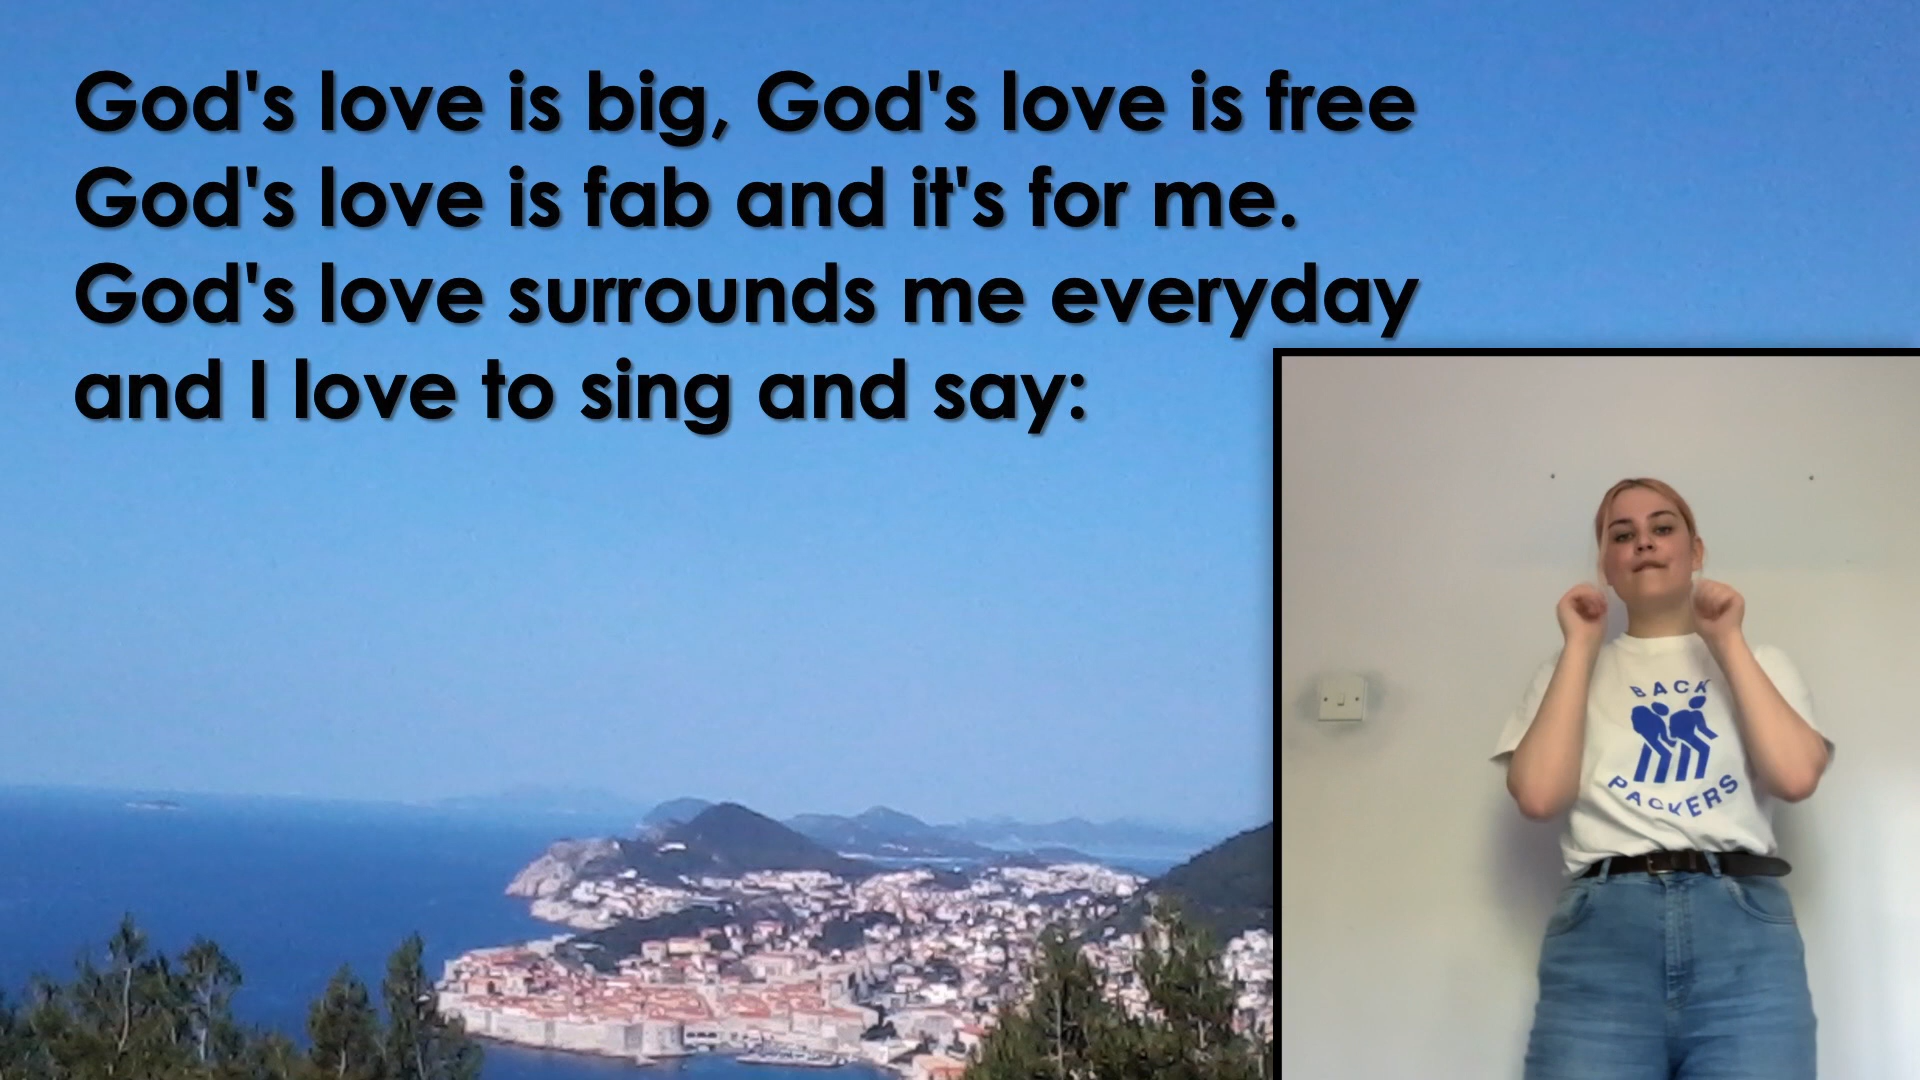 God's love is big, God's love is free
God's love is fab and it's for me.
God's love surrounds me everyday
and I love to sing and say:
BACK
PACKERS